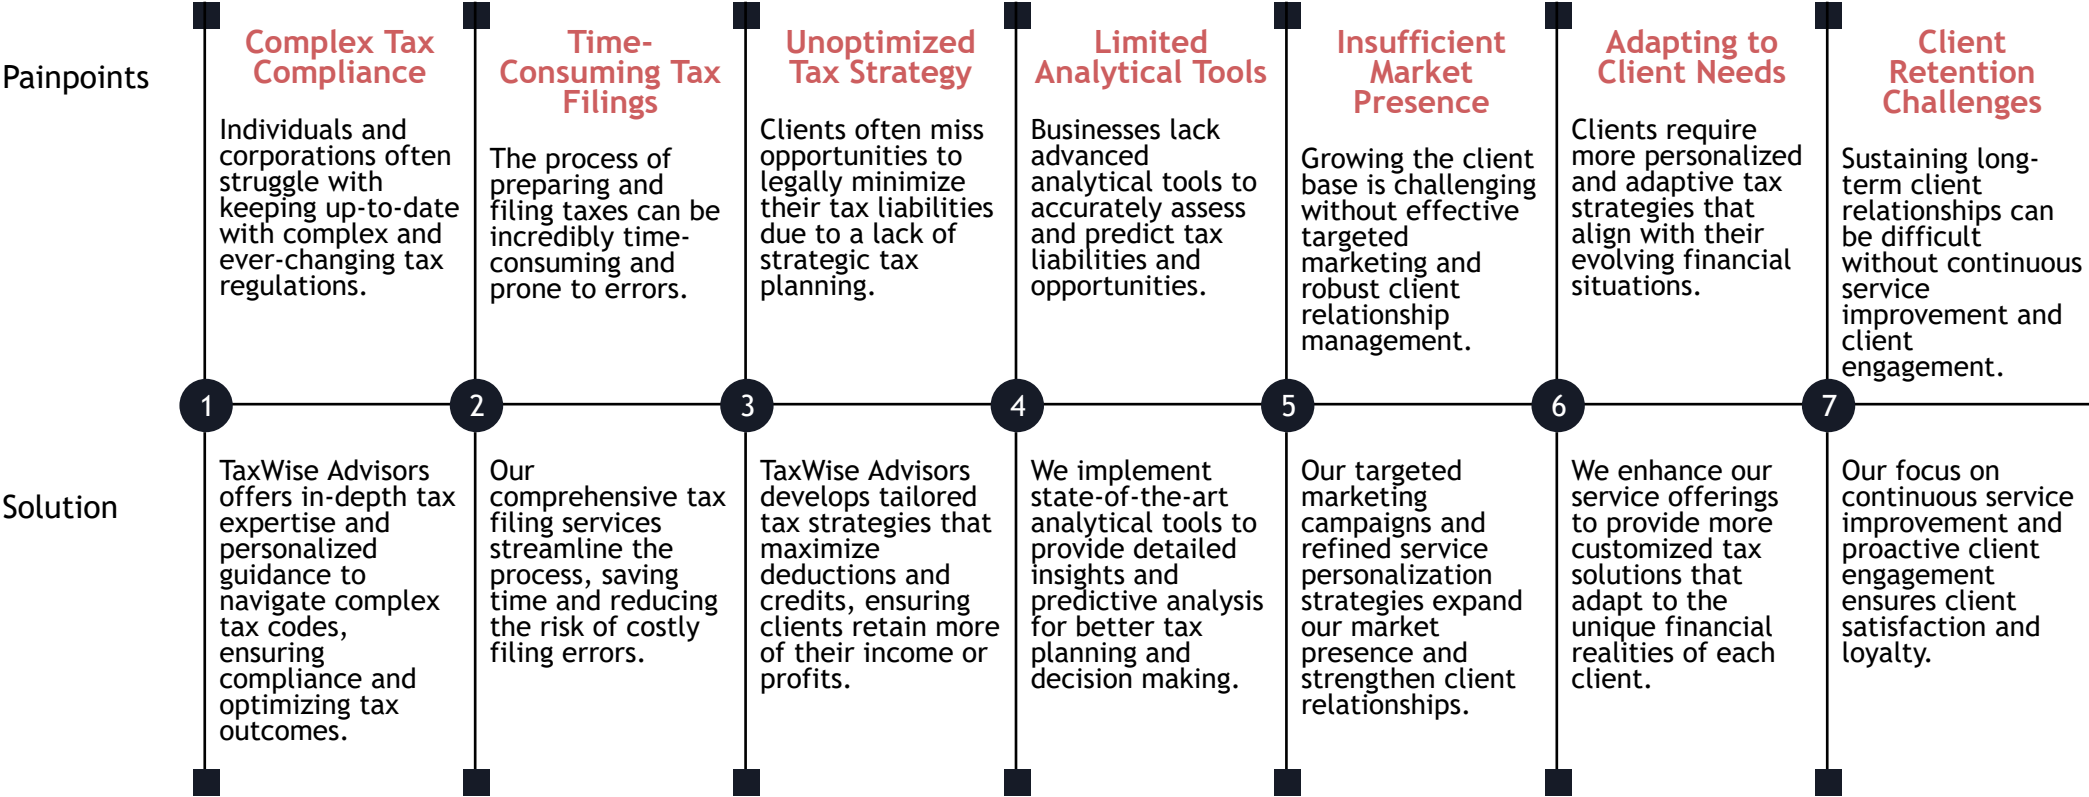 Painpoints
Complex Tax
Compliance
Individuals and
corporations often
struggle with
keeping up-to-date
with complex and
ever-changing tax
regulations.
Time-
Consuming Tax
Filings
The process of
preparing and
filing taxes can be
incredibly time-
consuming and
prone to errors.
Unoptimized
Tax Strategy
Clients often miss
opportunities to
legally minimize
their tax liabilities
due to a lack of
strategic tax
planning.
Limited
Analytical Tools
Businesses lack
advanced
analytical tools to
accurately assess
and predict tax
liabilities and
opportunities.
Insufficient
Market
Presence
Growing the client
base is challenging
without effective
targeted
marketing and
robust client
relationship
management.
Adapting to
Client Needs
Clients require
more personalized
and adaptive tax
strategies that
align with their
evolving financial
situations.
Client
Retention
Challenges
Sustaining long-
term client
relationships can
be difficult
without continuous
service
improvement and
client
engagement.
1
2
3
4
5
6
7
Solution
TaxWise Advisors
offers in-depth tax
expertise and
personalized
guidance to
navigate complex
tax codes,
ensuring
compliance and
optimizing tax
outcomes.
Our
comprehensive tax
filing services
streamline the
process, saving
time and reducing
the risk of costly
filing errors.
TaxWise Advisors
develops tailored
tax strategies that
maximize
deductions and
credits, ensuring
clients retain more
of their income or
profits.
We implement
state-of-the-art
analytical tools to
provide detailed
insights and
predictive analysis
for better tax
planning and
decision making.
Our targeted
marketing
campaigns and
refined service
personalization
strategies expand
our market
presence and
strengthen client
relationships.
We enhance our
service offerings
to provide more
customized tax
solutions that
adapt to the
unique financial
realities of each
client.
Our focus on
continuous service
improvement and
proactive client
engagement
ensures client
satisfaction and
loyalty.